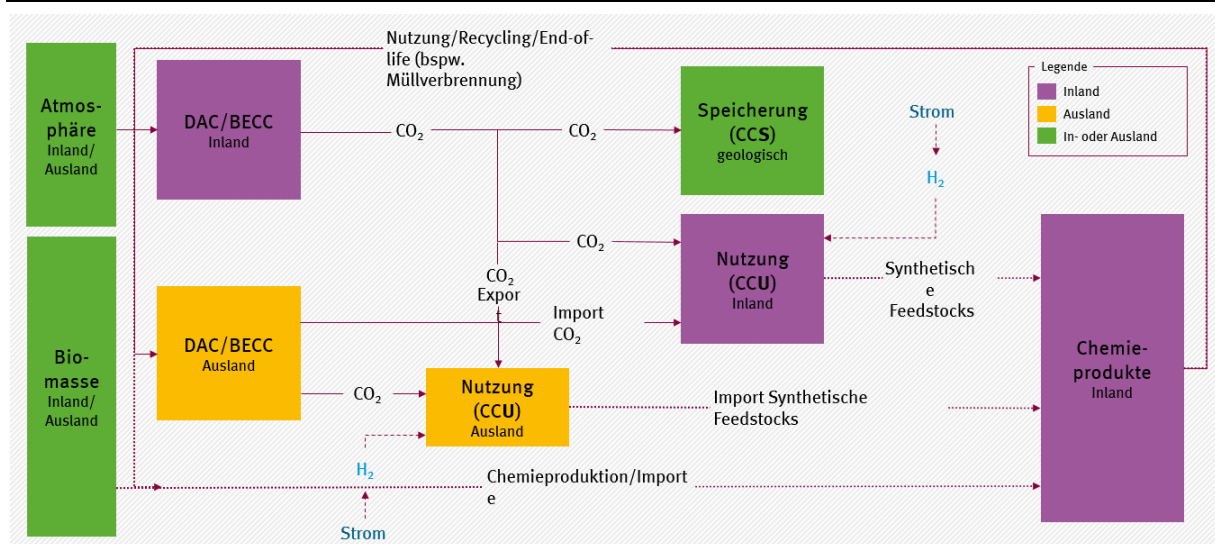 Nutzung/Recycling/End-of-
life (bspw.
Müllverbrennung)
Legende
Inland
Ausland
In- oder Ausland
Atmos-
phäre
Inland/
Ausland
DAC/BECC
Inland
CO₂
CO₂
Speicherung
(CCS)
geologisch
Strom
H₂
CO₂
Nutzung
(CCU)
Inland
Synthetisch
e
Feedstocks
CO₂
Expor
t
Import
CO₂
Bio-
masse
Inland/
Ausland
DAC/BECC
Ausland
CO₂
Nutzung
(CCU)
Ausland
Import Synthetische
Feedstocks
Chemie-
produkte
Inland
H₂
Strom
Chemieproduktion/Import
e